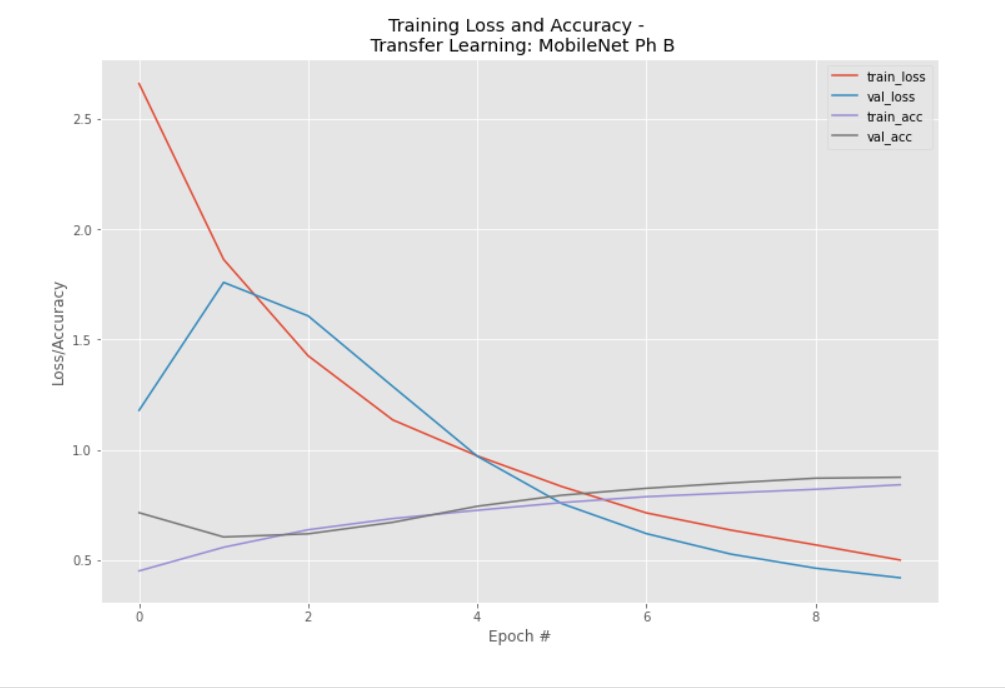 Training Loss and Accuracy -
Transfer Learning: MobileNet Ph B
train_loss
val_loss
train_acc
val_acc
Loss/Accuracy
2.5
2.0
1.5
1.0
0.5
0 2 4 6 8
Epoch #